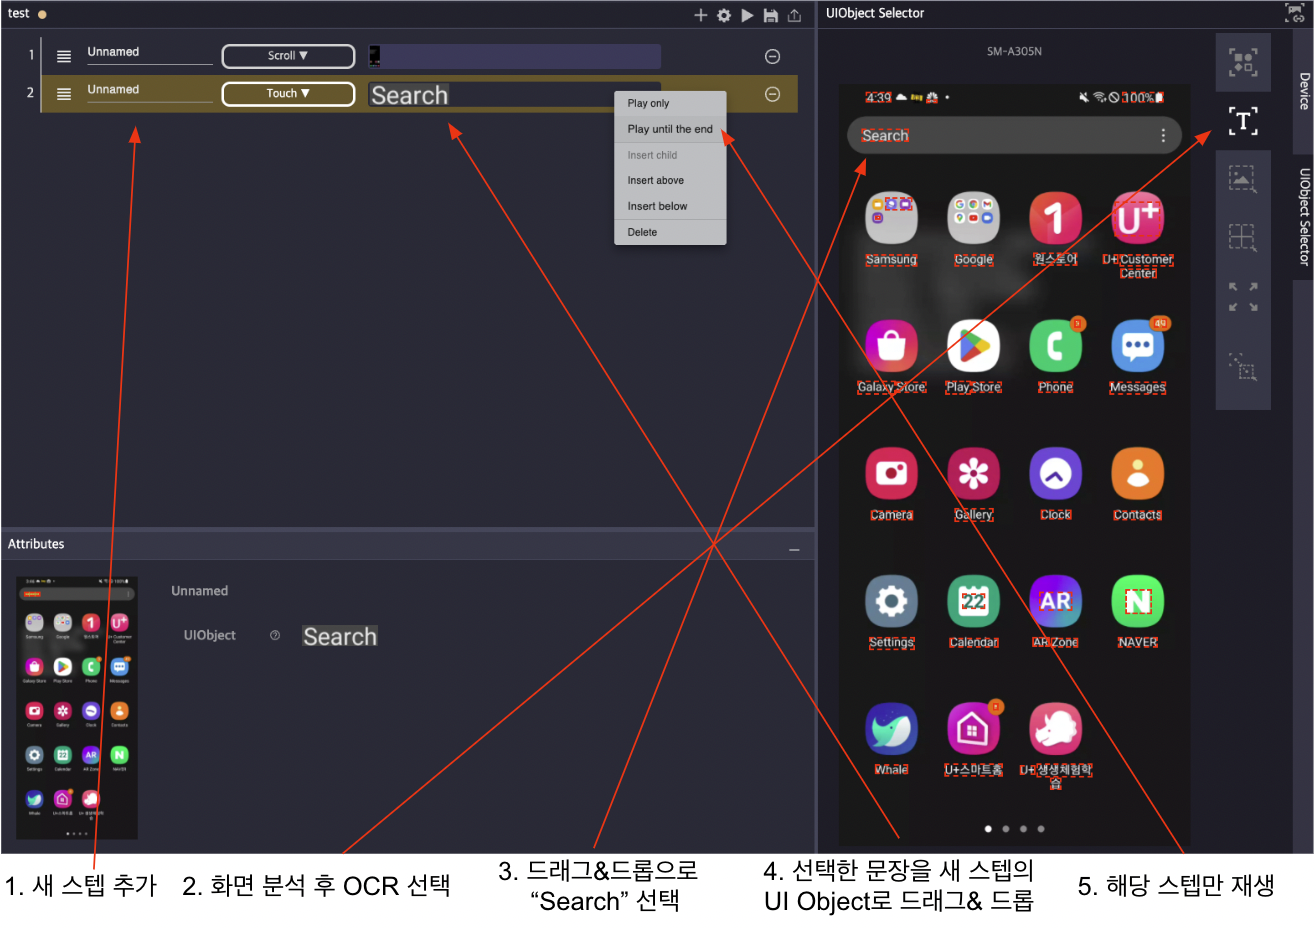 test
1
Unnamed
Scroll ▼
2
Unnamed
Touch ▼
Search
Play only
Play until the end
Insert child
Insert above
Insert below
Delete
Attributes
Unnamed
UIObject
Search
UIObject Selector
SM-A305N
Device
UIObject Selector
4:39
100%
Search
Samsung
Google
원스토어
U+ Customer
Center
Galaxy Store
Play Store
Phone
Messages
Camera
Gallery
Clock
Contacts
22
AR
N
Settings
Calendar
AR Zone
NAVER
Whale
U+스마트홈
U+ 생생체험학
습
1. 새 스텝 추가
2. 화면 분석 후 OCR 선택
3. 드래그&드롭으로
“Search” 선택
4. 선택한 문장을 새 스텝의
UI Object로 드래그& 드롭
5. 해당 스텝만 재생